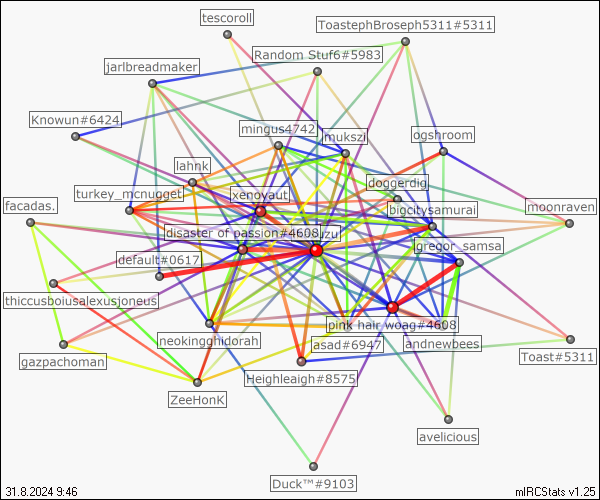 tescoroll
ToastephBroseph5311#5311
Random Stuf6#5983
jarlbreadmaker
Knowun#6424
mingus4742
mukszi
ogshroom
lahnk
doggerdig
turkey_mcnugget
xenoyaut
facadas.
bigcitysamurai
moonraven
disaster of passion#4608
zu
gregor_samsa
default#0617
thiccusboiusalexusjoneus
pink hair woag#4608
neokingghidorah
asad#6947
andnewbees
gazpachoman
Toast#5311
Heighleigh#8575
ZeeHonK
avelicious
Duck™#9103
31.8.2024 9:46
mIRCStats v1.25